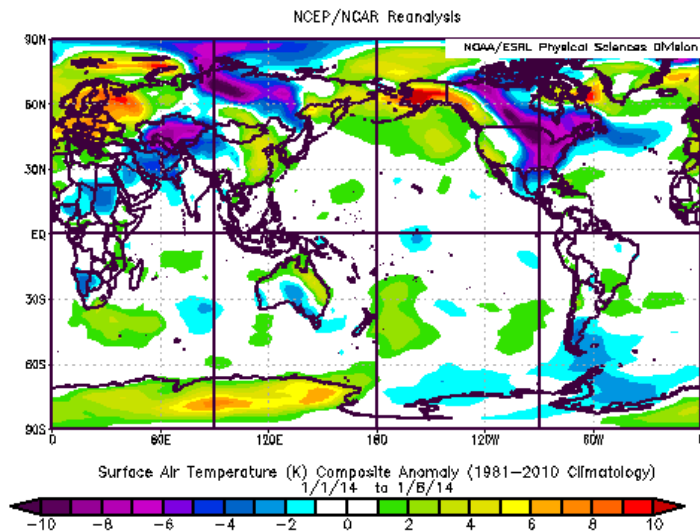 NCEP/NCAR Reanalysis
NOAA/ESRL Physical Sciences Division
90N
60N
30N
EQ
30S
60S
90S
0 60E 120E 180 120W 60W
Surface Air Temperature (K) Composite Anomaly (1981-2010 Climatology)
1/1/14 to 1/6/14
-10 -8 -6 -4 -2 0 2 4 6 8 10